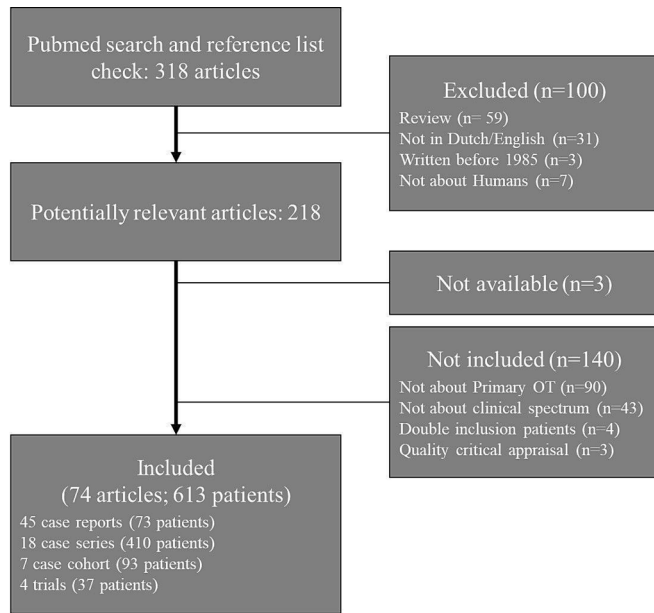 Pubmed search and reference list
check: 318 articles
Excluded (n=100)
Review (n= 59)
Not in Dutch/English (n=31)
Written before 1985 (n=3)
Not about Humans (n=7)
Potentially relevant articles: 218
Not available (n=3)
Not included (n=140)
Not about Primary OT (n=90)
Not about clinical spectrum (n=43)
Double inclusion patients (n=4)
Quality critical appraisal (n=3)
Included
(74 articles; 613 patients)
45 case reports (73 patients)
18 case series (410 patients)
7 case cohort (93 patients)
4 trials (37 patients)